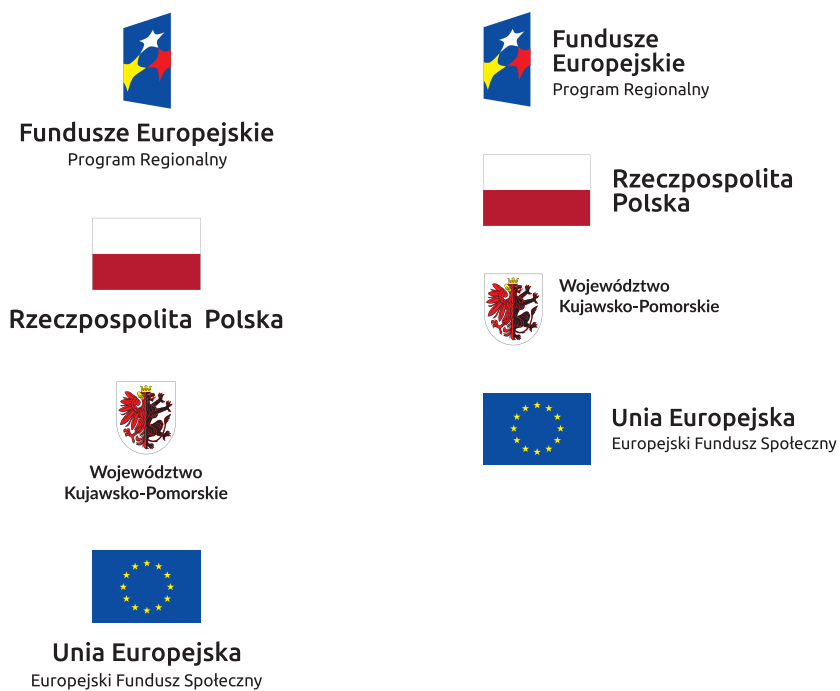 Fundusze Europejskie
Program Regionalny
Rzeczpospolita Polska
Województwo
Kujawsko-Pomorskie
Unia Europejska
Europejski Fundusz Społeczny
Fundusze
Europejskie
Program Regionalny
Rzeczpospolita
Polska
Województwo
Kujawsko-Pomorskie
Unia Europejska
Europejski Fundusz Społeczny